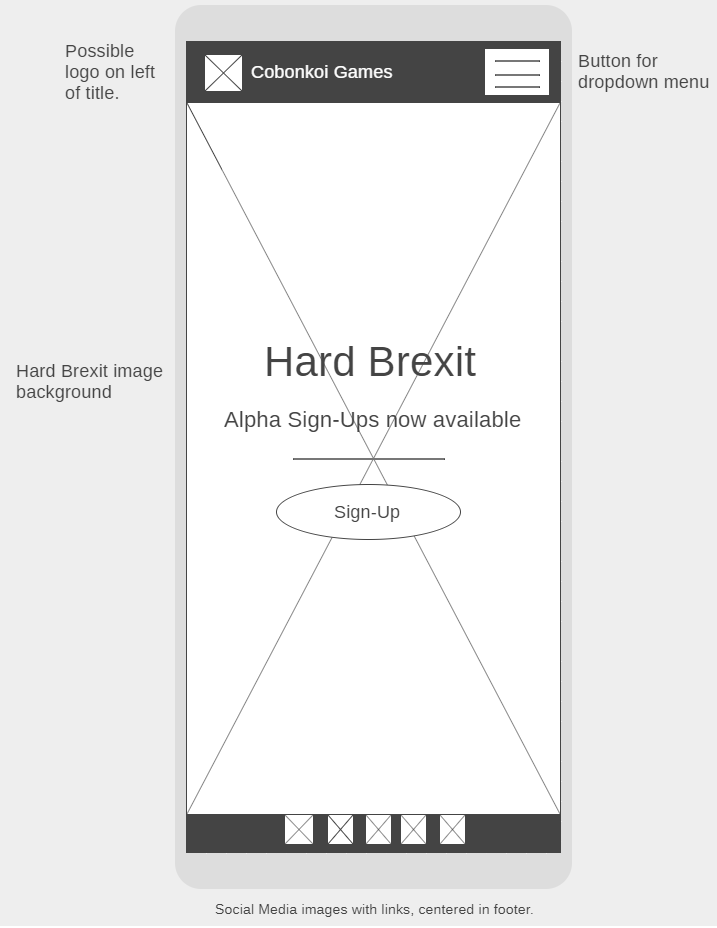 Possible
logo on left
of title.
Cobonkoi Games
Button for
dropdown menu
Hard Brexit image
background
Hard Brexit
Alpha Sign-Ups now available
Sign-Up
Social Media images with links, centered in footer.